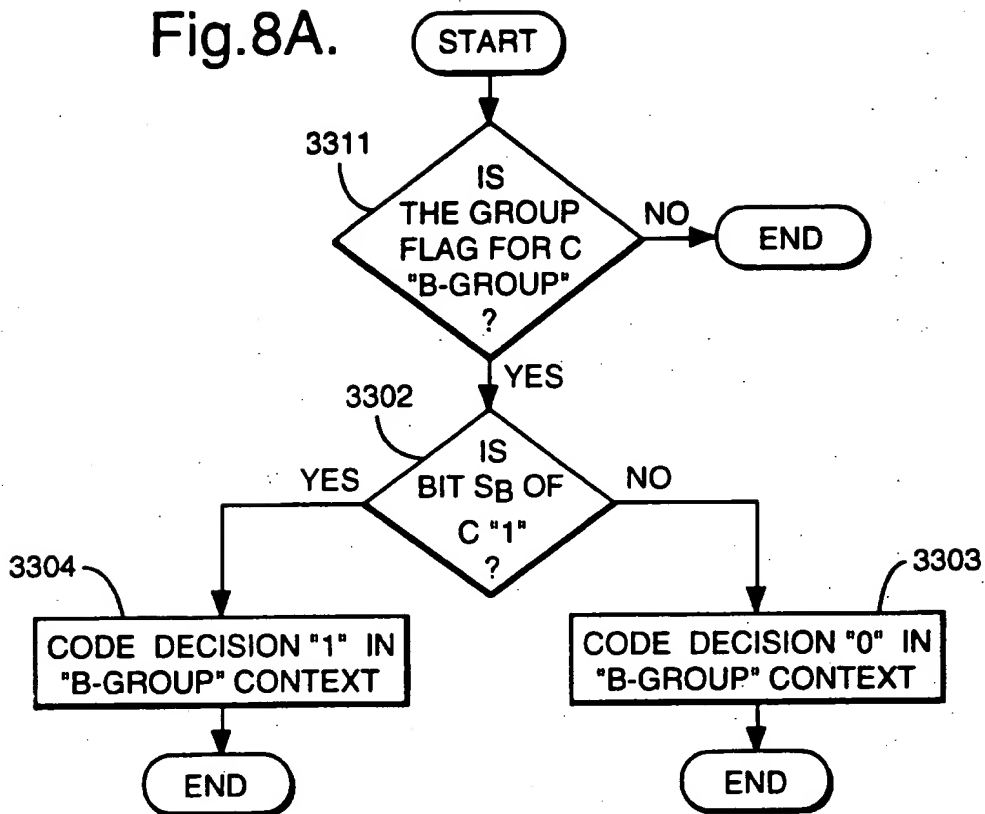 Fig.8A.
START
3311
IS
THE GROUP
FLAG FOR C
"B-GROUP"
?
NO
END
YES
3302
IS
BIT SB OF
C "1"
?
YES
NO
3304
CODE DECISION "1" IN
"B-GROUP" CONTEXT
END
3303
CODE DECISION "0" IN
"B-GROUP" CONTEXT
END